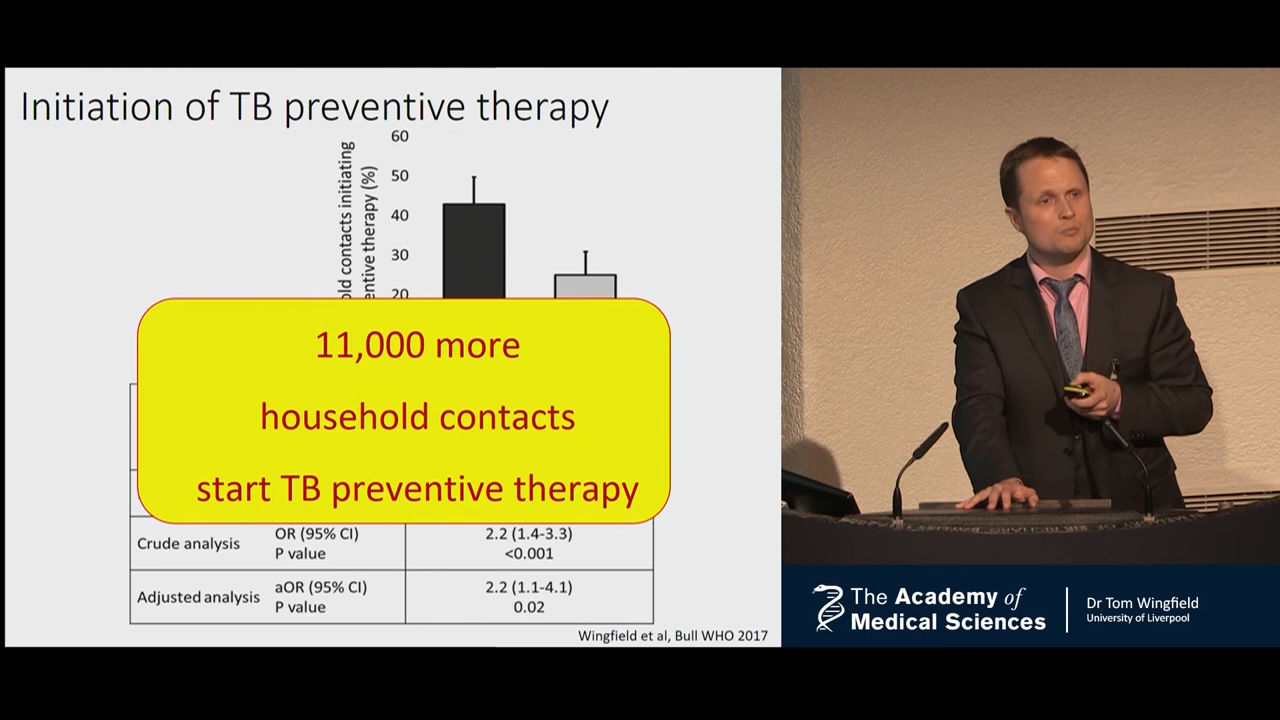 Initiation of TB preventive therapy
old contacts initiating
entive therapy (%)
60
50
40
30
20
11,000 more
household contacts
start TB preventive therapy
Crude analysis
OR (95% CI)
P value
2.2 (1.4-3.3)
<0.001
Adjusted analysis
aOR (95% CI)
P value
2.2 (1.1-4.1)
0.02
Wingfield et al, Bull WHO 2017
The Academy of
Medical Sciences
Dr Tom Wingfield
University of Liverpool